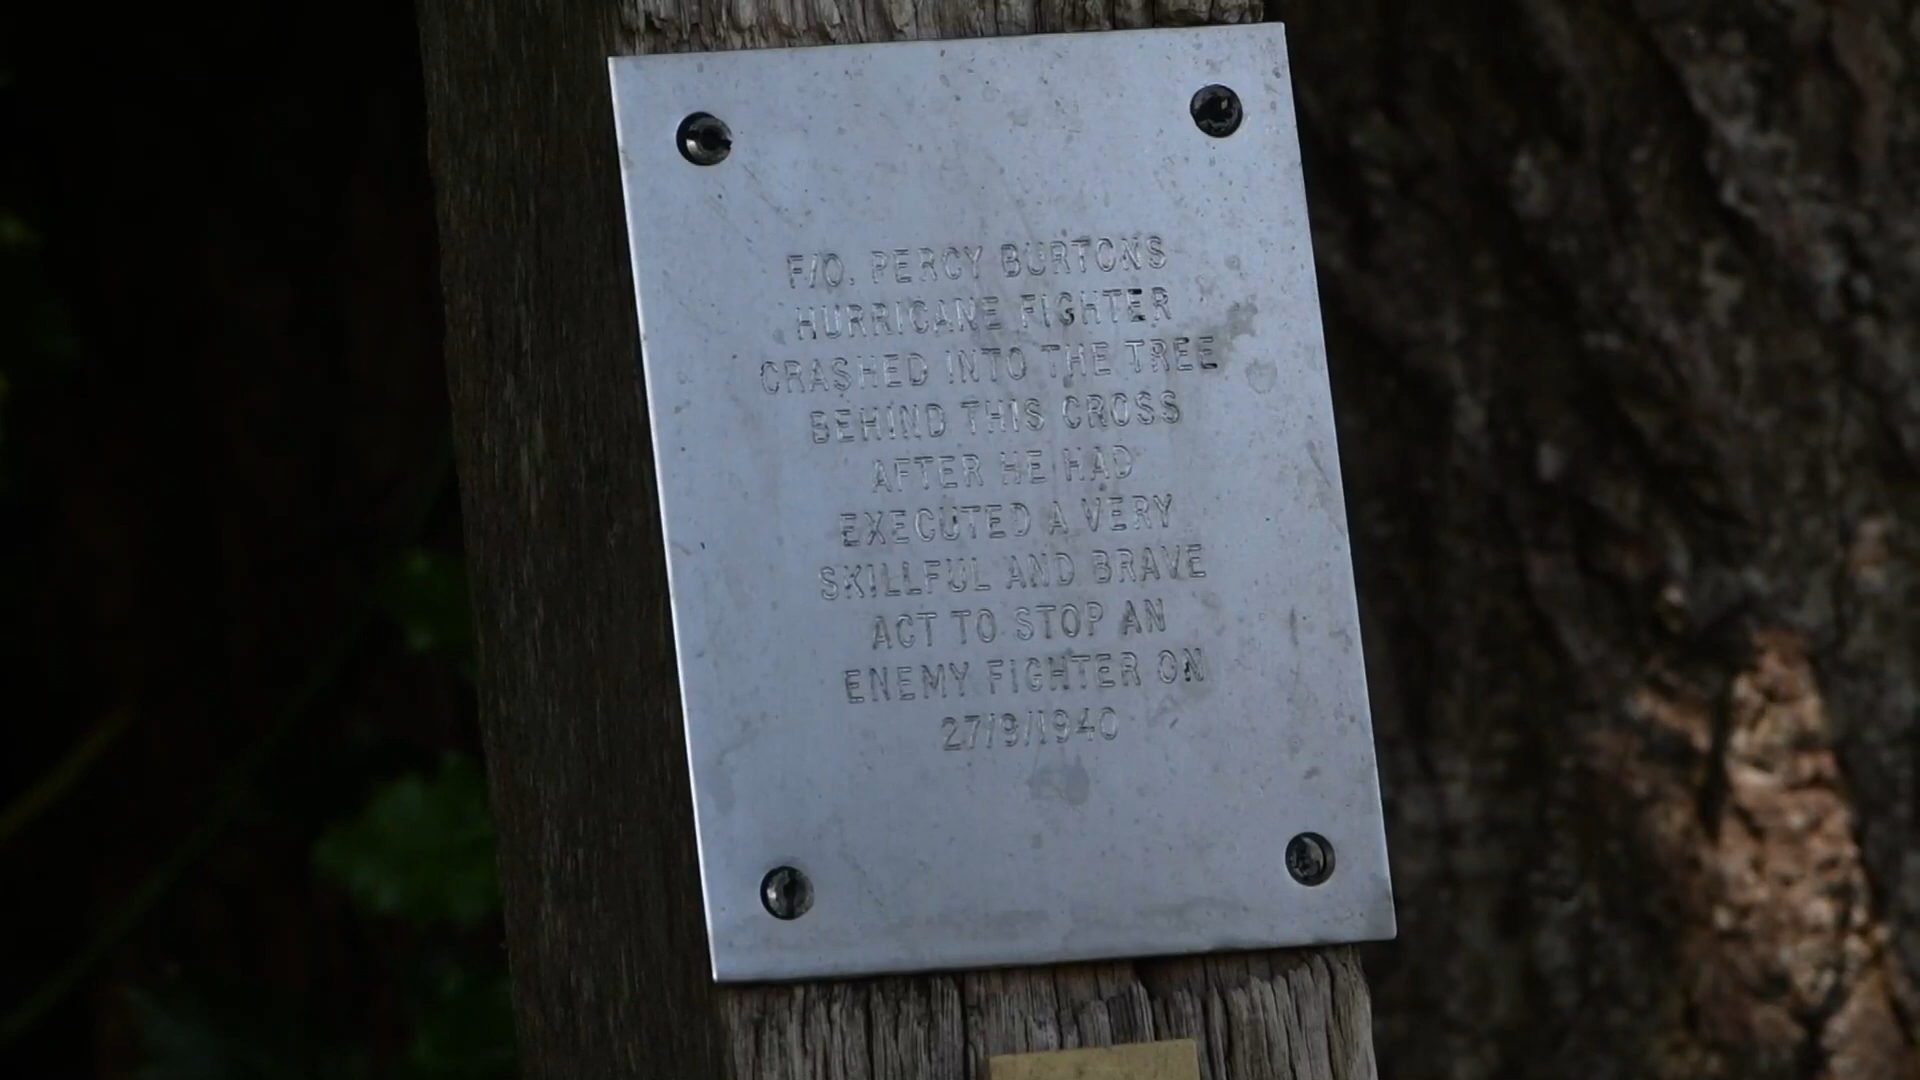 F/O. PERCY BURTONS
HURRICANE FIGHTER
CRASHED INTO THE TREE
BEHIND THIS CROSS
AFTER HE HAD
EXECUTED A VERY
SKILLFUL AND BRAVE
ACT TO STOP AN
ENEMY FIGHTER ON
27/9/1940